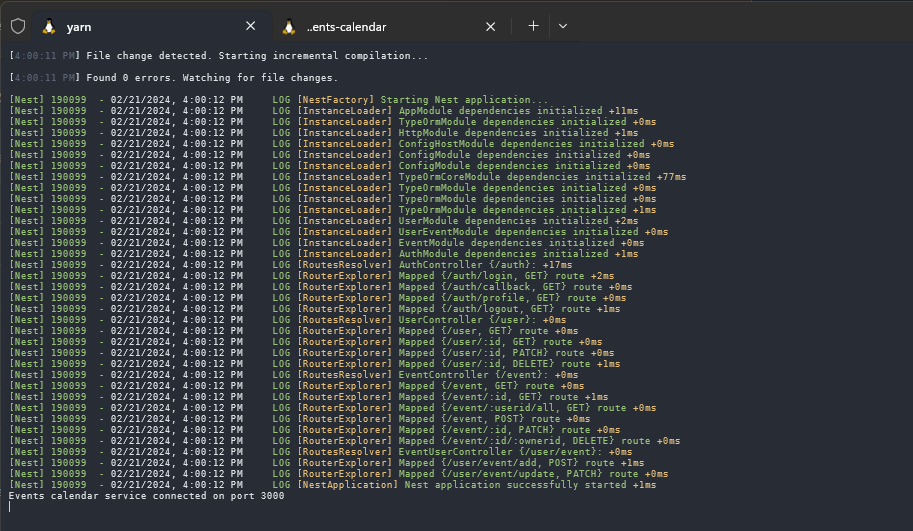 yarn
..ents-calendar
[4:00:11 PM] File change detected. Starting incremental compilation...
[4:00:11 PM] Found 0 errors. Watching for file changes.
[Nest] 190099  - 02/21/2024, 4:00:12 PM     LOG [NestFactory] Starting Nest application...
[Nest] 190099  - 02/21/2024, 4:00:12 PM     LOG [InstanceLoader] AppModule dependencies initialized +11ms
[Nest] 190099  - 02/21/2024, 4:00:12 PM     LOG [InstanceLoader] TypeOrmModule dependencies initialized +0ms
[Nest] 190099  - 02/21/2024, 4:00:12 PM     LOG [InstanceLoader] HttpModule dependencies initialized +1ms
[Nest] 190099  - 02/21/2024, 4:00:12 PM     LOG [InstanceLoader] ConfigHostModule dependencies initialized +0ms
[Nest] 190099  - 02/21/2024, 4:00:12 PM     LOG [InstanceLoader] ConfigModule dependencies initialized +0ms
[Nest] 190099  - 02/21/2024, 4:00:12 PM     LOG [InstanceLoader] ConfigModule dependencies initialized +0ms
[Nest] 190099  - 02/21/2024, 4:00:12 PM     LOG [InstanceLoader] TypeOrmCoreModule dependencies initialized +77ms
[Nest] 190099  - 02/21/2024, 4:00:12 PM     LOG [InstanceLoader] TypeOrmModule dependencies initialized +0ms
[Nest] 190099  - 02/21/2024, 4:00:12 PM     LOG [InstanceLoader] TypeOrmModule dependencies initialized +0ms
[Nest] 190099  - 02/21/2024, 4:00:12 PM     LOG [InstanceLoader] TypeOrmModule dependencies initialized +1ms
[Nest] 190099  - 02/21/2024, 4:00:12 PM     LOG [InstanceLoader] UserModule dependencies initialized +2ms
[Nest] 190099  - 02/21/2024, 4:00:12 PM     LOG [InstanceLoader] UserEventModule dependencies initialized +0ms
[Nest] 190099  - 02/21/2024, 4:00:12 PM     LOG [InstanceLoader] EventModule dependencies initialized +0ms
[Nest] 190099  - 02/21/2024, 4:00:12 PM     LOG [InstanceLoader] AuthModule dependencies initialized +1ms
[Nest] 190099  - 02/21/2024, 4:00:12 PM     LOG [RoutesResolver] AuthController {/auth}: +17ms
[Nest] 190099  - 02/21/2024, 4:00:12 PM     LOG [RouterExplorer] Mapped {/auth/login, GET} route +2ms
[Nest] 190099  - 02/21/2024, 4:00:12 PM     LOG [RouterExplorer] Mapped {/auth/callback, GET} route +0ms
[Nest] 190099  - 02/21/2024, 4:00:12 PM     LOG [RouterExplorer] Mapped {/auth/profile, GET} route +0ms
[Nest] 190099  - 02/21/2024, 4:00:12 PM     LOG [RouterExplorer] Mapped {/auth/logout, GET} route +1ms
[Nest] 190099  - 02/21/2024, 4:00:12 PM     LOG [RoutesResolver] UserController {/user}: +0ms
[Nest] 190099  - 02/21/2024, 4:00:12 PM     LOG [RouterExplorer] Mapped {/user, GET} route +0ms
[Nest] 190099  - 02/21/2024, 4:00:12 PM     LOG [RouterExplorer] Mapped {/user/:id, GET} route +0ms
[Nest] 190099  - 02/21/2024, 4:00:12 PM     LOG [RouterExplorer] Mapped {/user/:id, PATCH} route +0ms
[Nest] 190099  - 02/21/2024, 4:00:12 PM     LOG [RouterExplorer] Mapped {/user/:id, DELETE} route +1ms
[Nest] 190099  - 02/21/2024, 4:00:12 PM     LOG [RoutesResolver] EventController {/event}: +0ms
[Nest] 190099  - 02/21/2024, 4:00:12 PM     LOG [RouterExplorer] Mapped {/event, GET} route +0ms
[Nest] 190099  - 02/21/2024, 4:00:12 PM     LOG [RouterExplorer] Mapped {/event/:id, GET} route +1ms
[Nest] 190099  - 02/21/2024, 4:00:12 PM     LOG [RouterExplorer] Mapped {/event/:userid/all, GET} route +0ms
[Nest] 190099  - 02/21/2024, 4:00:12 PM     LOG [RouterExplorer] Mapped {/event, POST} route +0ms
[Nest] 190099  - 02/21/2024, 4:00:12 PM     LOG [RouterExplorer] Mapped {/event/:id, PATCH} route +0ms
[Nest] 190099  - 02/21/2024, 4:00:12 PM     LOG [RouterExplorer] Mapped {/event/:id/:ownerid, DELETE} route +0ms
[Nest] 190099  - 02/21/2024, 4:00:12 PM     LOG [RoutesResolver] EventUserController {/user/event}: +0ms
[Nest] 190099  - 02/21/2024, 4:00:12 PM     LOG [RouterExplorer] Mapped {/user/event/add, POST} route +1ms
[Nest] 190099  - 02/21/2024, 4:00:12 PM     LOG [RouterExplorer] Mapped {/user/event/update, PATCH} route +0ms
[Nest] 190099  - 02/21/2024, 4:00:12 PM     LOG [NestApplication] Nest application successfully started +1ms
Events calendar service connected on port 3000